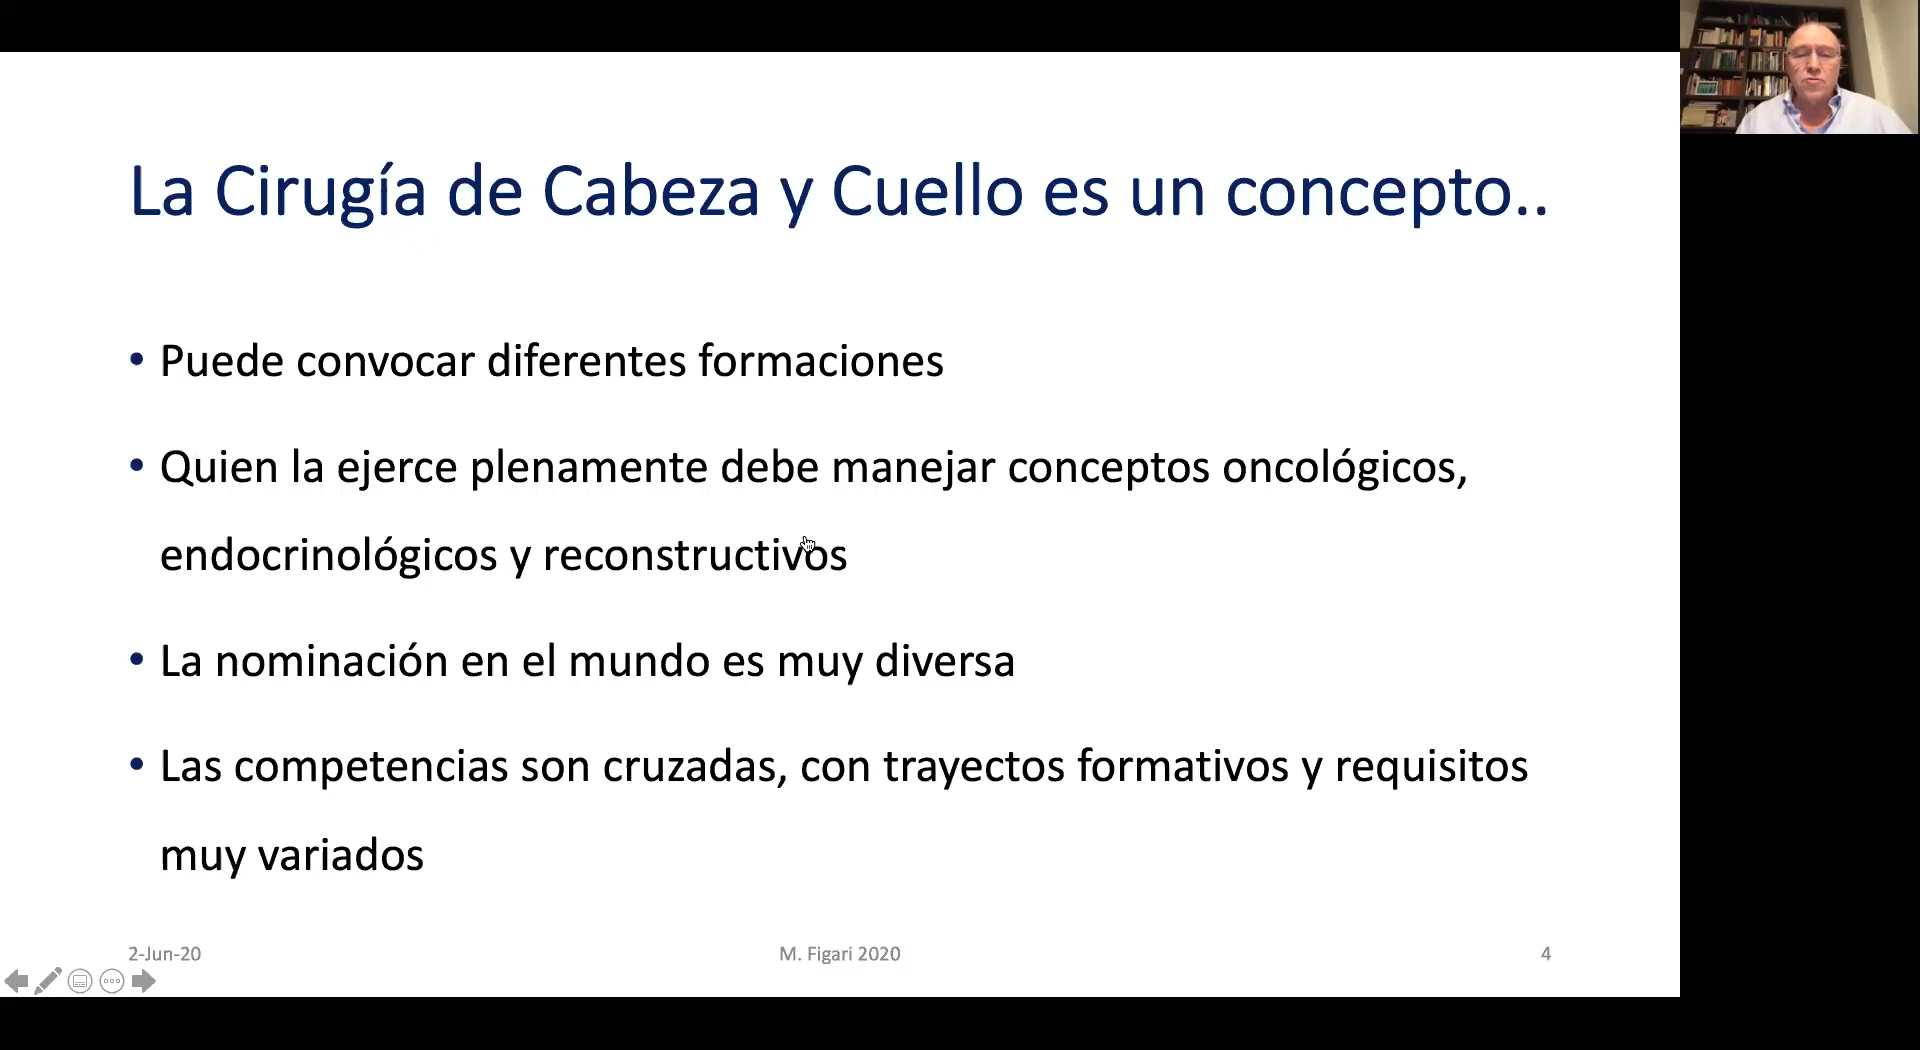 La Cirugía de Cabeza y Cuello es un concepto..
• Puede convocar diferentes formaciones
• Quien la ejerce plenamente debe manejar conceptos oncológicos,
endocrinológicos y reconstructivos
• La nominación en el mundo es muy diversa
• Las competencias son cruzadas, con trayectos formativos y requisitos
muy variados
2-Jun-20
M. Figari 2020
4